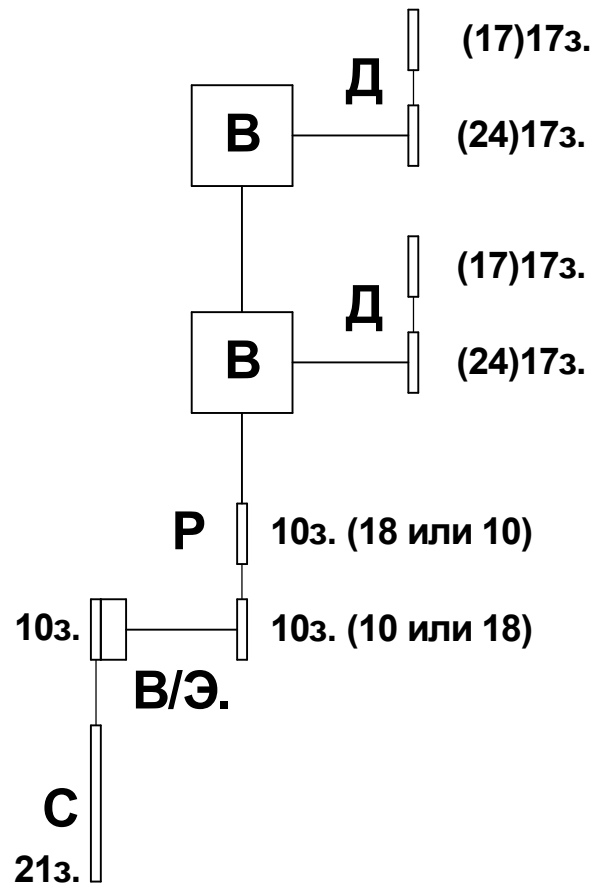 (17)17з.
Д
В
(24)17з.
(17)17з.
Д
В
(24)17з.
Р
10з. (18 или 10)
10з.
10з. (10 или 18)
В/Э.
С
21з.